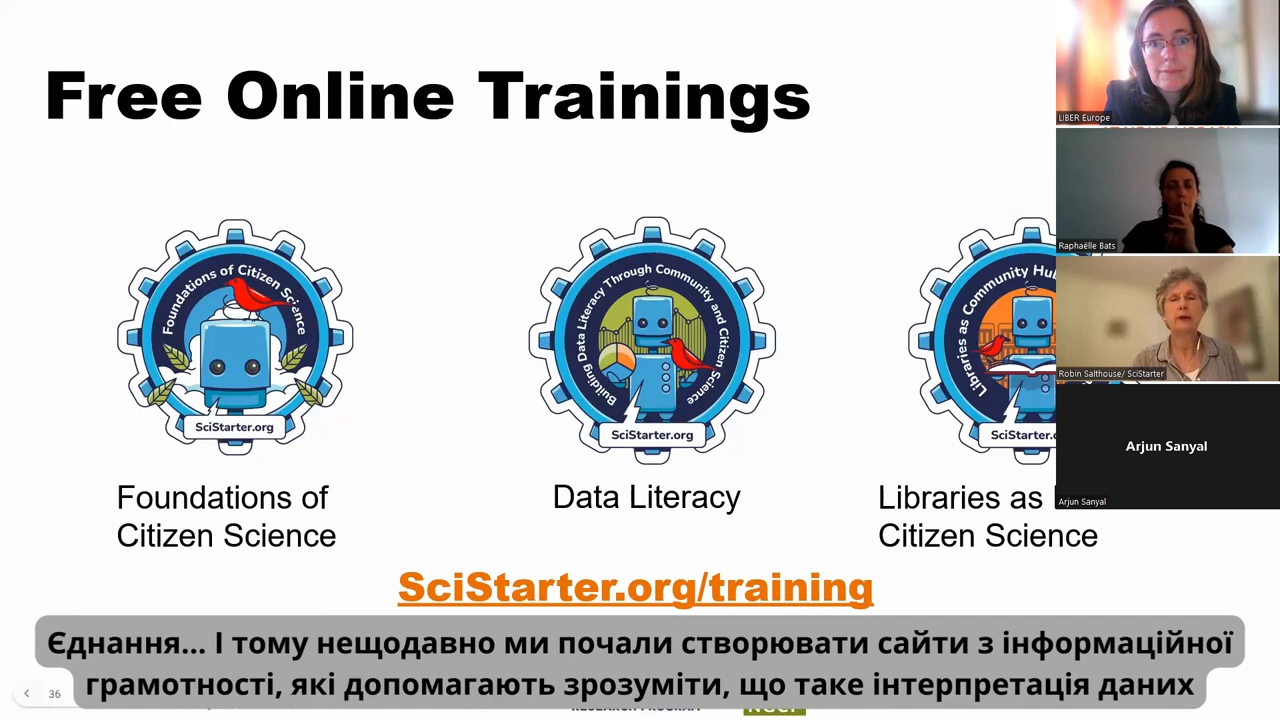 Free Online Trainings
LIBER Europe
Raphaëlle Bats
Robin Salthouse/ SciStarter
Arjun Sanyal
Arjun Sanyal
Foundations of Citizen Science
SciStarter.org
Building Data Literacy Through Community and Citizen Science
SciStarter.org
Libraries as Community Hu
SciStarter.o
Foundations of
Citizen Science
Data Literacy
Libraries as
Citizen Science
SciStarter.org/training
Єднання... І тому нещодавно ми почали створювати сайти з інформаційної
грамотності, які допомагають зрозуміти, що таке інтерпретація даних
36